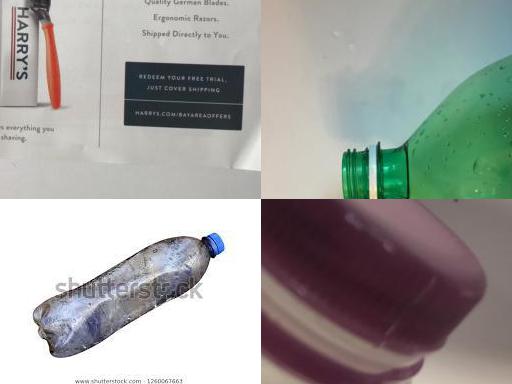 HARRY'S
Quality German Blades.
Ergonomic Razors.
Shipped Directly to You.
REDEEM YOUR FREE TRIAL,
JUST COVER SHIPPING
HARRYS.COM/BAYAREAOFFERS
s everything you
shaving.
shutterstock
www.shutterstock.com · 1260067663